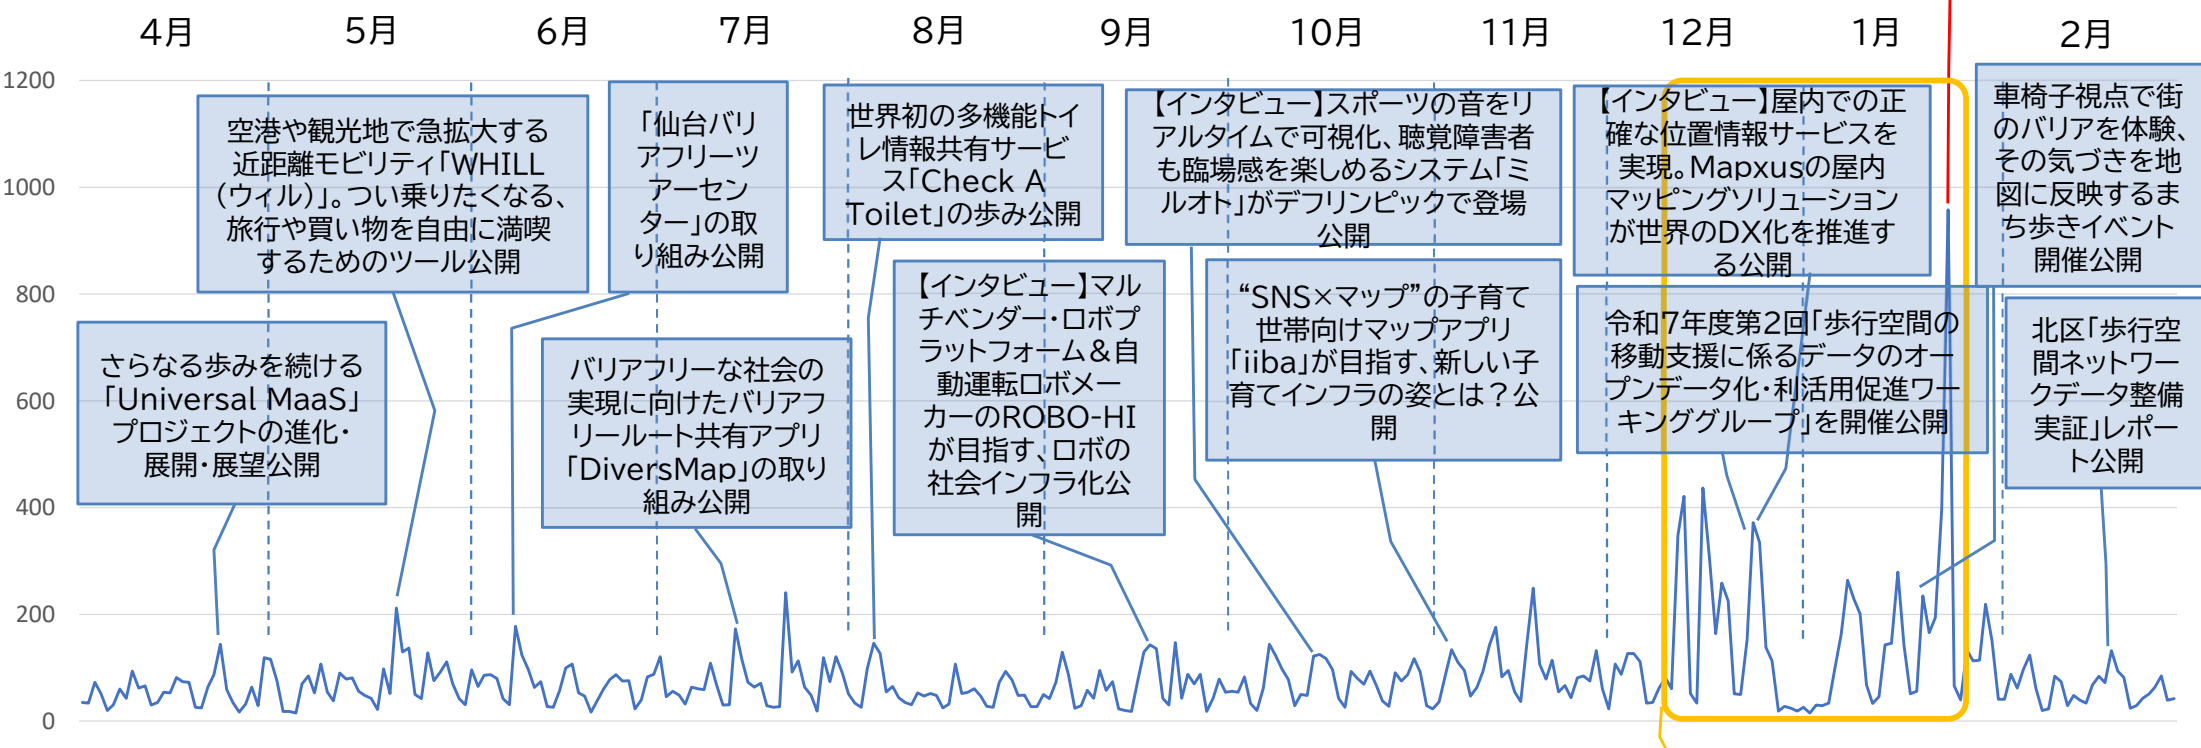 4月
5月
6月
7月
8月
9月
10月
11月
12月
1月
2月
1200
1000
800
600
400
200
0
さらなる歩みを続ける
「Universal MaaS」
プロジェクトの進化・
展開・展望公開
空港や観光地で急拡大する
近距離モビリティ「WHILL
（ウィル）」。つい乗りたくなる、
旅行や買い物を自由に満喫
するためのツール公開
「仙台バリ
アフリーツ
アーセン
ター」の取
り組み公開
バリアフリーな社会の
実現に向けたバリアフ
リールート共有アプリ
「DiversMap」の取り
組み公開
世界初の多機能トイ
レ情報共有サービ
ス「Check A
Toilet」の歩み公開
【インタビュー】マル
チベンダー・ロボプ
ラットフォーム＆自
動運転ロボメー
カーのROBO-HI
が目指す、ロボの
社会インフラ化公
開
【インタビュー】スポーツの音をリ
アルタイムで可視化、聴覚障害者
も臨場感を楽しめるシステム「ミ
ルオト」がデフリンピックで登場
公開
“SNS×マップ”の子育て
世帯向けマップアプリ
「iiba」が目指す、新しい子
育てインフラの姿とは？公
開
【インタビュー】屋内での正
確な位置情報サービスを
実現。Mapxusの屋内
マッピングソリューション
が世界のDX化を推進す
る公開
令和7年度第2回「歩行空間の
移動支援に係るデータのオー
プンデータ化・利活用促進ワー
キンググループ」を開催公開
車椅子視点で街
のバリアを体験、
その気づきを地
図に反映するま
ち歩きイベント
開催公開
北区「歩行空
間ネットワー
クデータ整備
実証」レポー
ト公開